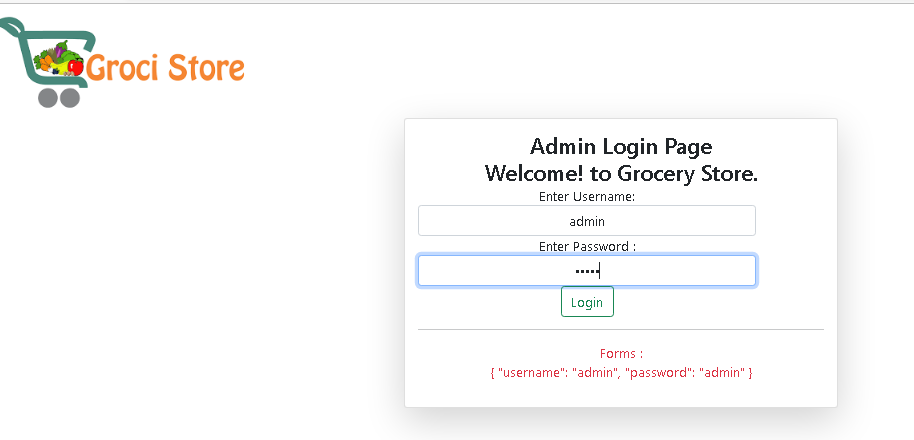 Groci Store
Admin Login Page
Welcome! to Grocery Store.
Enter Username:
admin
Enter Password :
•••••
Login
Forms :
{ "username": "admin", "password": "admin" }